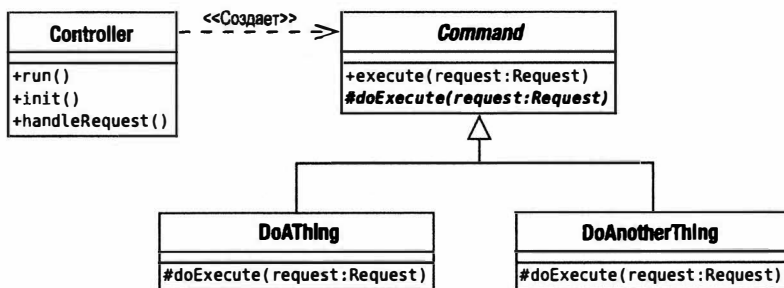 Controller
+run()
+init()
+handleRequest()
<<Создает>>
Command
+execute(request:Request)
#doExecute(request:Request)
DoAThing
#doExecute(request:Request)
DoAnotherThing
#doExecute(request:Request)